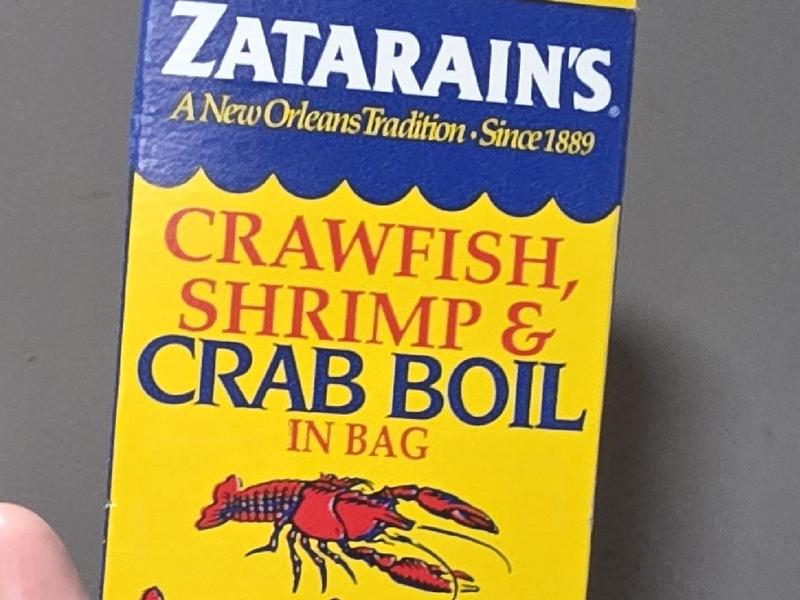 ZATARAIN'S®
A New Orleans Tradition • Since 1889
CRAWFISH,
SHRIMP &
CRAB BOIL
IN BAG